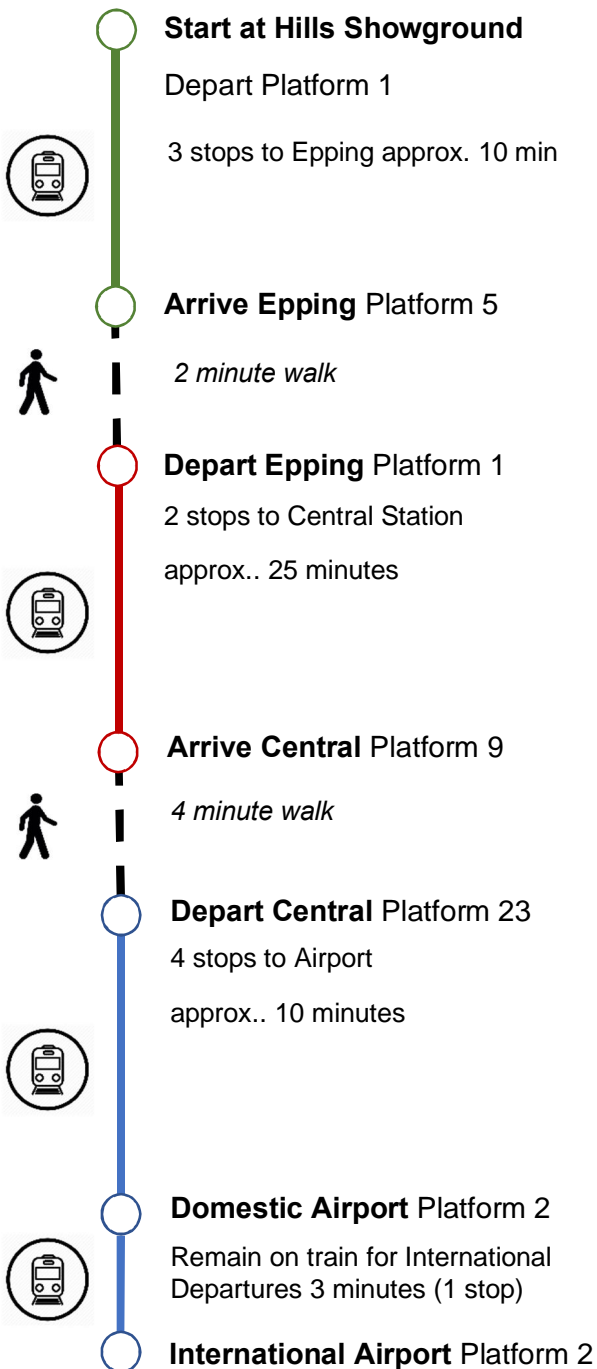 Start at Hills Showground
Depart Platform 1
3 stops to Epping approx. 10 min
Arrive Epping Platform 5
2 minute walk
Depart Epping Platform 1
2 stops to Central Station
approx.. 25 minutes
Arrive Central Platform 9
4 minute walk
Depart Central Platform 23
4 stops to Airport
approx.. 10 minutes
Domestic Airport Platform 2
Remain on train for International
Departures 3 minutes (1 stop)
International Airport Platform 2